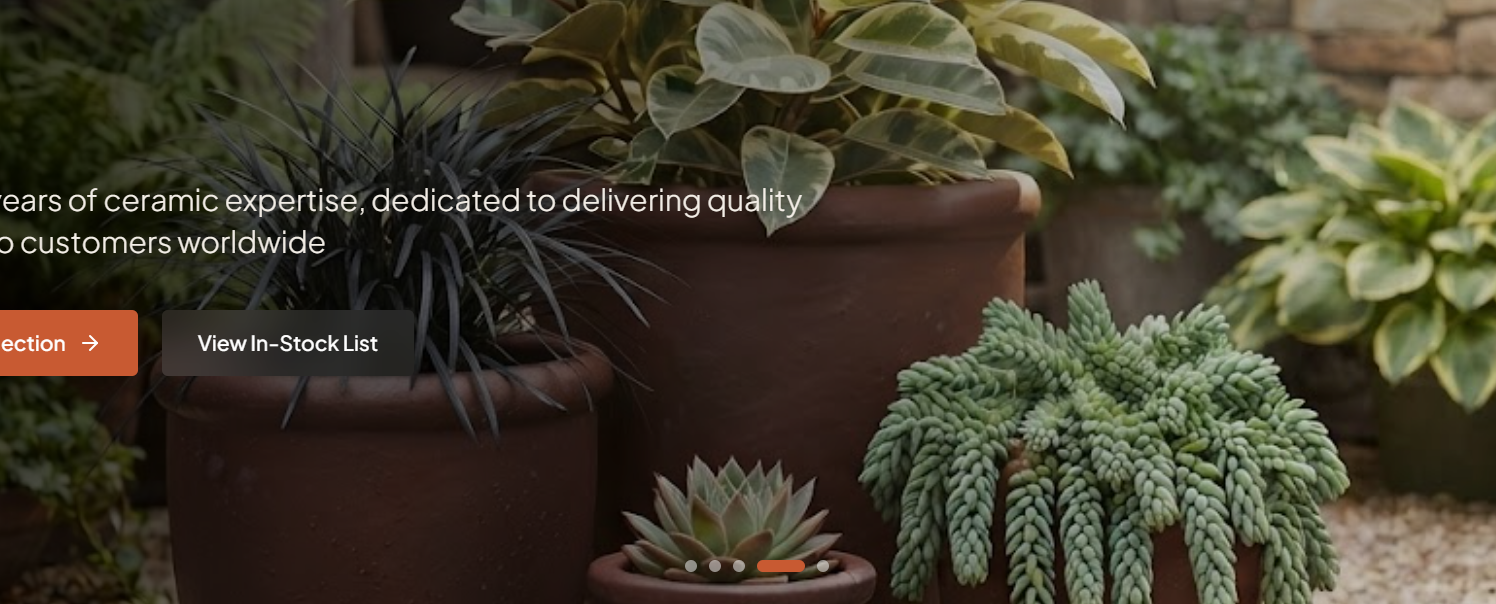 years of ceramic expertise, dedicated to delivering quality
o customers worldwide
ection
View In-Stock List